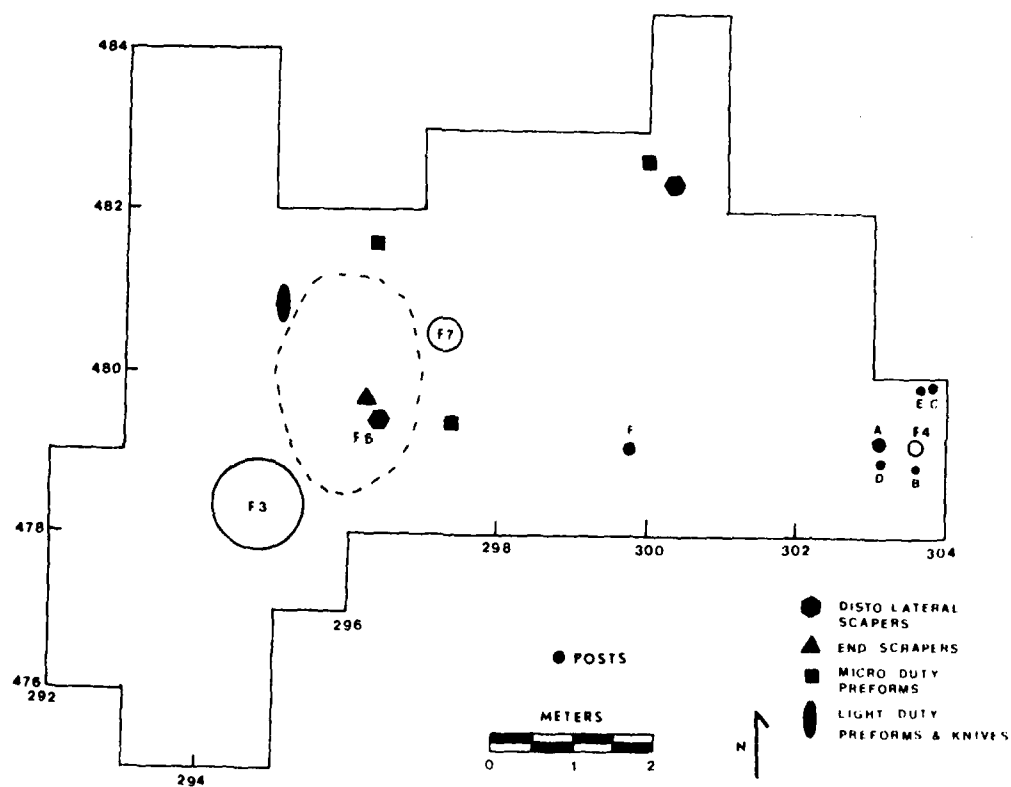 484
482
480
478
476
292
294
296
298
300
302
304
F7
F6
F3
F
E C
A
F4
D
B
POSTS
METERS
0 1 2
N
DISTO LATERAL
SCAPERS
END SCRAPERS
MICRO DUTY
PREFORMS
LIGHT DUTY
PREFORMS & KNIVES